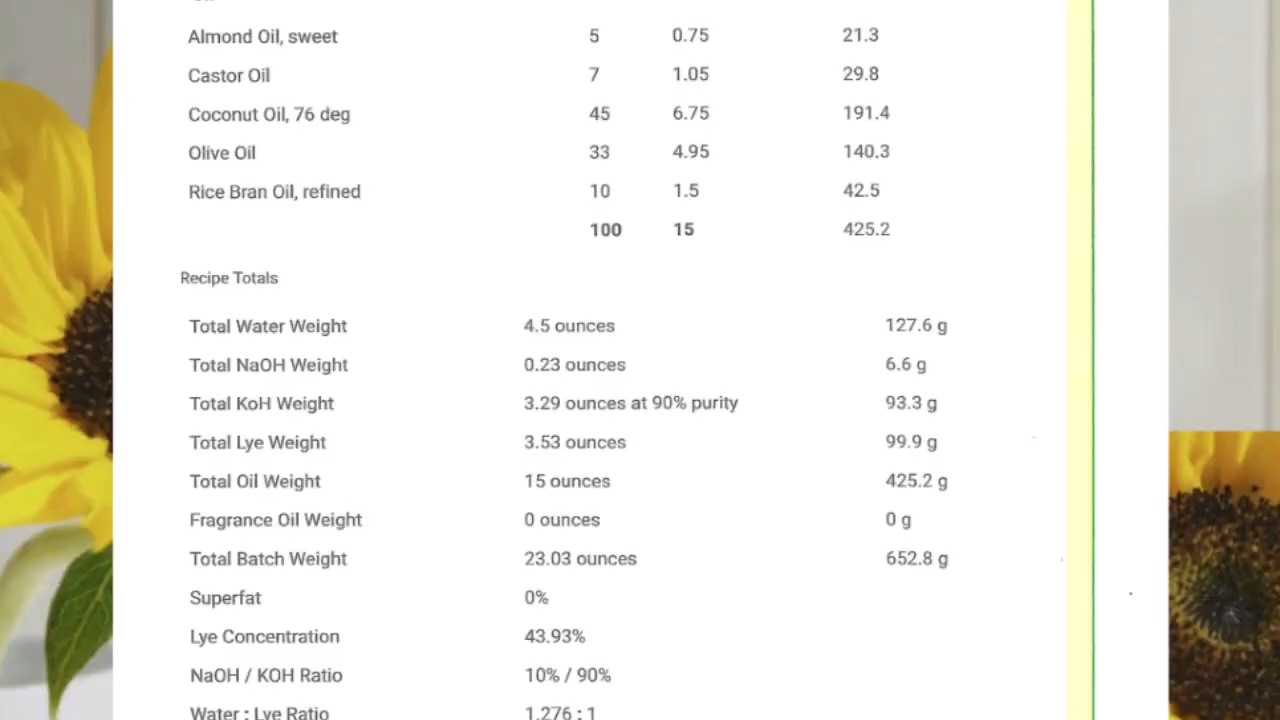 Almond Oil, sweet 5 0.75 21.3
Castor Oil 7 1.05 29.8
Coconut Oil, 76 deg 45 6.75 191.4
Olive Oil 33 4.95 140.3
Rice Bran Oil, refined 10 1.5 42.5
100 15 425.2
Recipe Totals
Total Water Weight 4.5 ounces 127.6 g
Total NaOH Weight 0.23 ounces 6.6 g
Total KoH Weight 3.29 ounces at 90% purity 93.3 g
Total Lye Weight 3.53 ounces 99.9 g
Total Oil Weight 15 ounces 425.2 g
Fragrance Oil Weight 0 ounces 0 g
Total Batch Weight 23.03 ounces 652.8 g
Superfat 0%
Lye Concentration 43.93%
NaOH / KOH Ratio 10% / 90%
Water : Lye Ratio 1.276 : 1